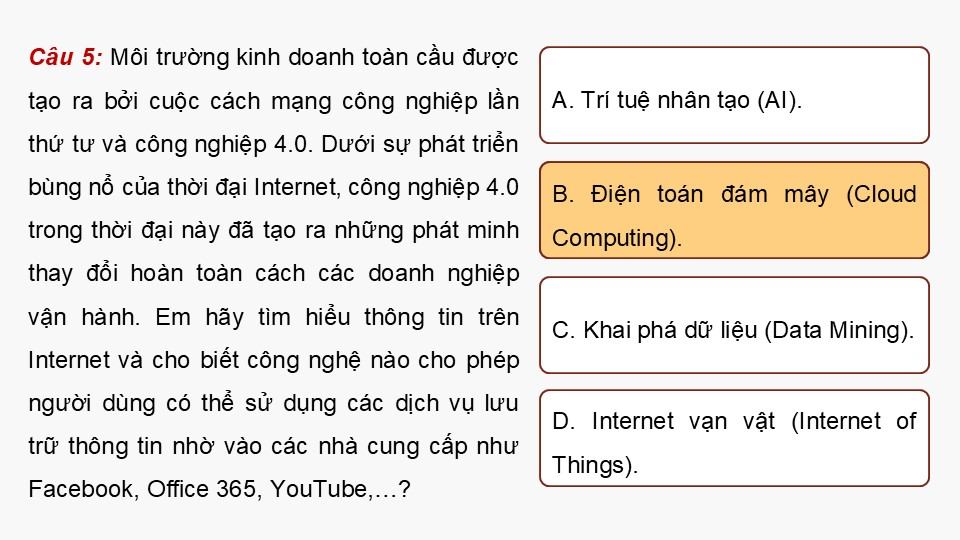 Câu 5: Môi trường kinh doanh toàn cầu được
tạo ra bởi cuộc cách mạng công nghiệp lần
thứ tư và công nghiệp 4.0. Dưới sự phát triển
bùng nổ của thời đại Internet, công nghiệp 4.0
trong thời đại này đã tạo ra những phát minh
thay đổi hoàn toàn cách các doanh nghiệp
vận hành. Em hãy tìm hiểu thông tin trên
Internet và cho biết công nghệ nào cho phép
người dùng có thể sử dụng các dịch vụ lưu
trữ thông tin nhờ vào các nhà cung cấp như
Facebook, Office 365, YouTube,…?
A. Trí tuệ nhân tạo (AI).
B. Điện toán đám mây (Cloud
Computing).
C. Khai phá dữ liệu (Data Mining).
D. Internet vạn vật (Internet of
Things).